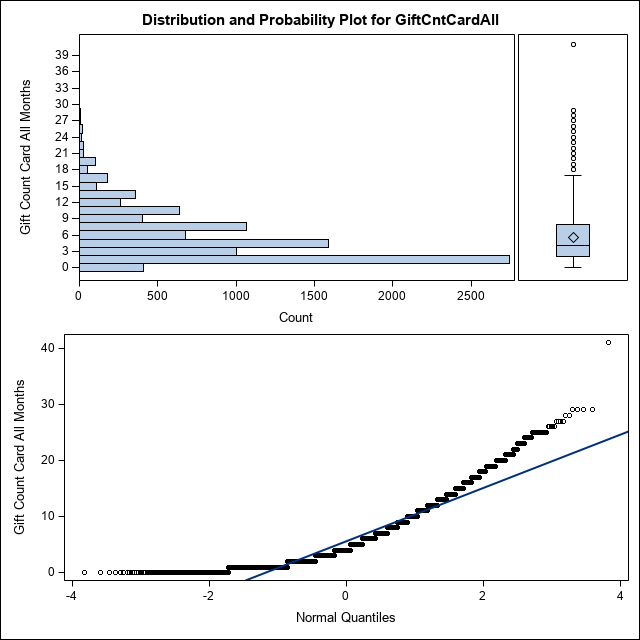 Distribution and Probability Plot for GiftCntCardAll
Gift Count Card All Months
39
36
33
30
27
24
21
18
15
12
9
6
3
0
0 500 1000 1500 2000 2500
Count
Gift Count Card All Months
40
30
20
10
0
-4 -2 0 2 4
Normal Quantiles